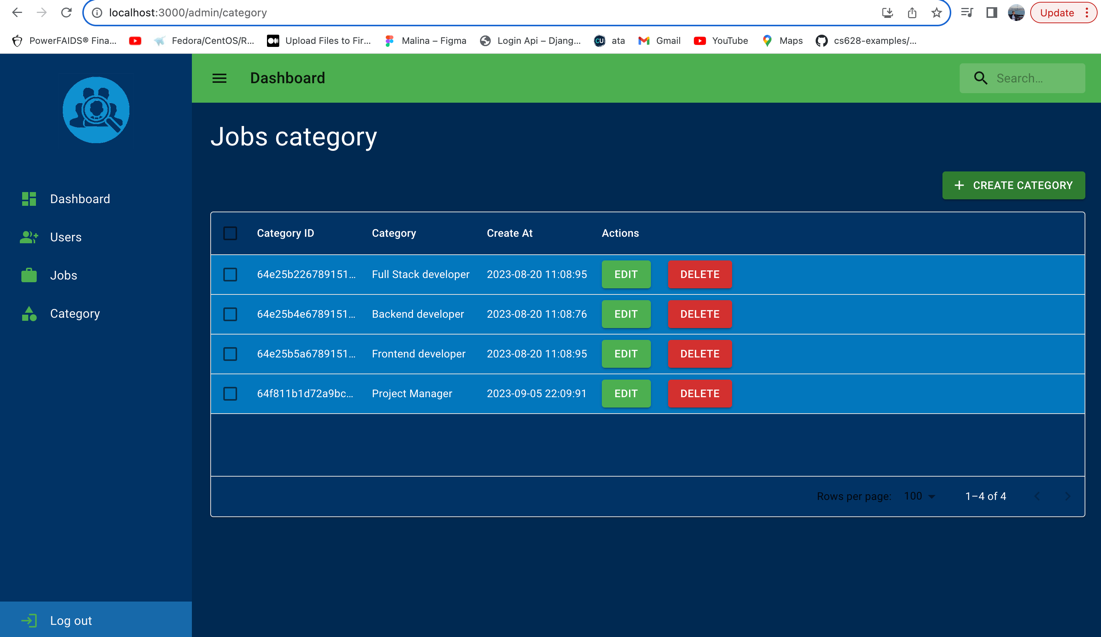 localhost:3000/admin/category
Update
PowerFAIDS® Fina...
Fedora/CentOS/R...
Upload Files to Fir...
Malina – Figma
Login Api – Djang...
CU
ata
Gmail
YouTube
Maps
cs628-examples/...
Dashboard
Search...
Jobs category
CREATE CATEGORY
Dashboard
Users
Jobs
Category
Log out
Category ID Category Create At Actions
64e25b226789151... Full Stack developer 2023-08-20 11:08:95 EDIT DELETE
64e25b4e6789151... Backend developer 2023-08-20 11:08:76 EDIT DELETE
64e25b5a6789151... Frontend developer 2023-08-20 11:08:95 EDIT DELETE
64f811b1d72a9bc... Project Manager 2023-09-05 22:09:91 EDIT DELETE
Rows per page: 100 1–4 of 4